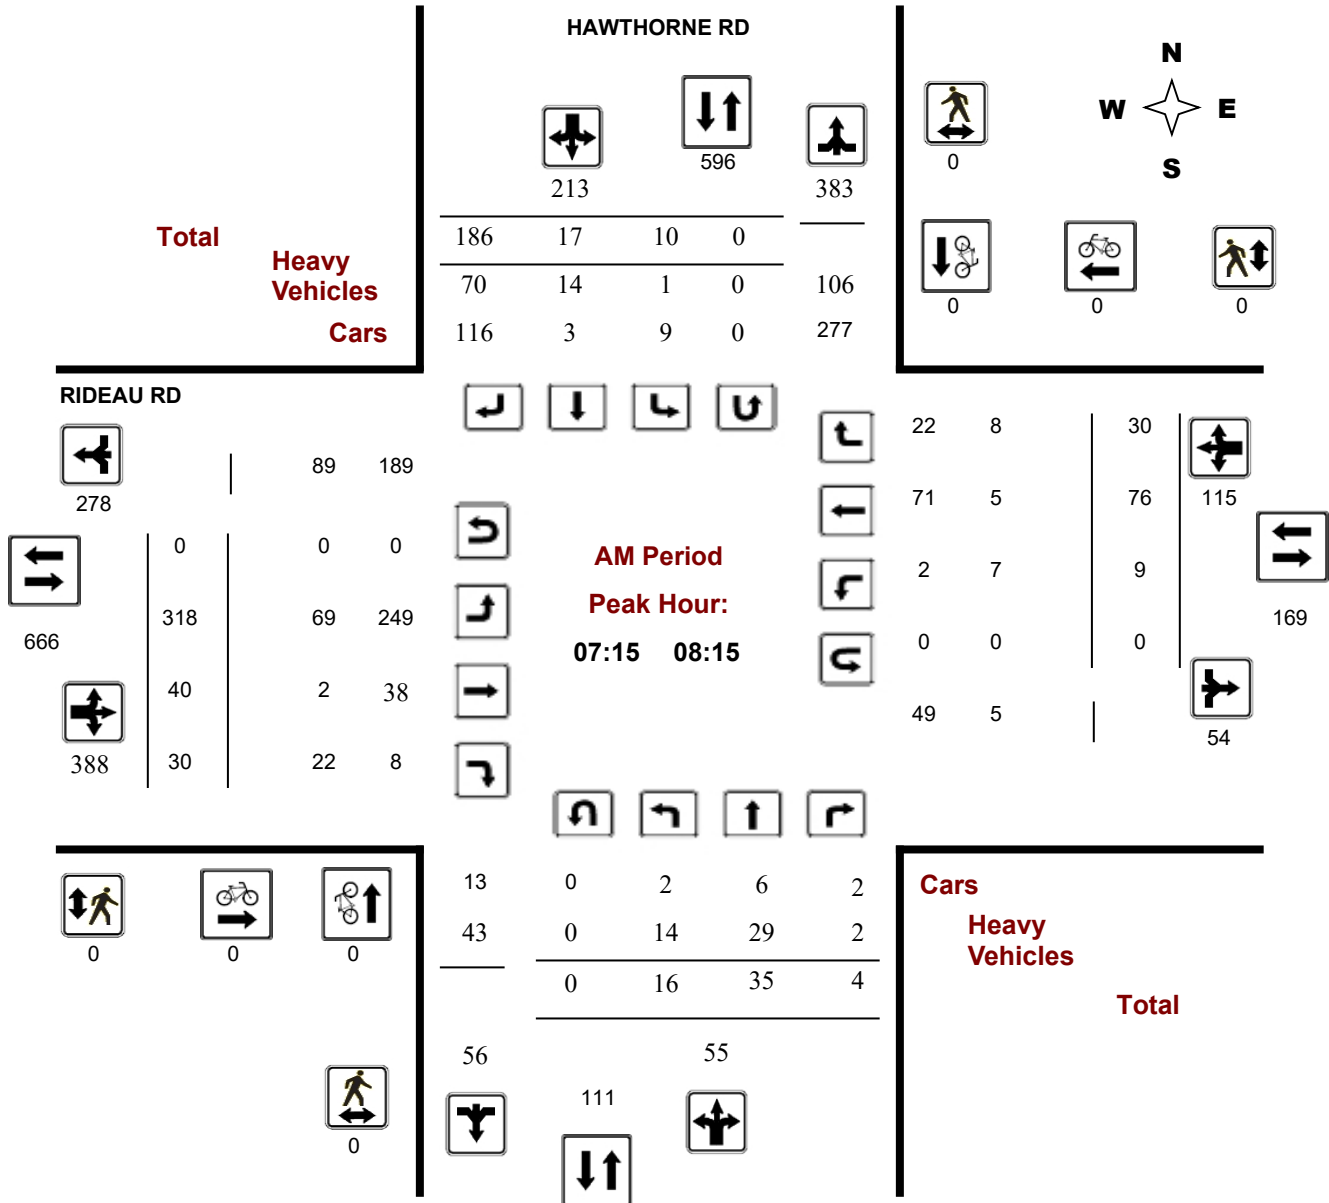 HAWTHORNE RD
N
W E
S
596
0
213
383
Total
186 17 10 0
Heavy
Vehicles
70 14 1 0 106
0 0 0
Cars
116 3 9 0 277
RIDEAU RD
22 8 30
89 189
278
71 5 76 115
0 0 0
AM Period
2 7 9
Peak Hour:
318 69 249
169
666
07:15 08:15
0 0 0
40 2 38
49 5
54
388 30 22 8
13 0 2 6 2
Cars
43 0 14 29 2
Heavy
Vehicles
0 0 0
0 16 35 4
Total
56 55
111
0